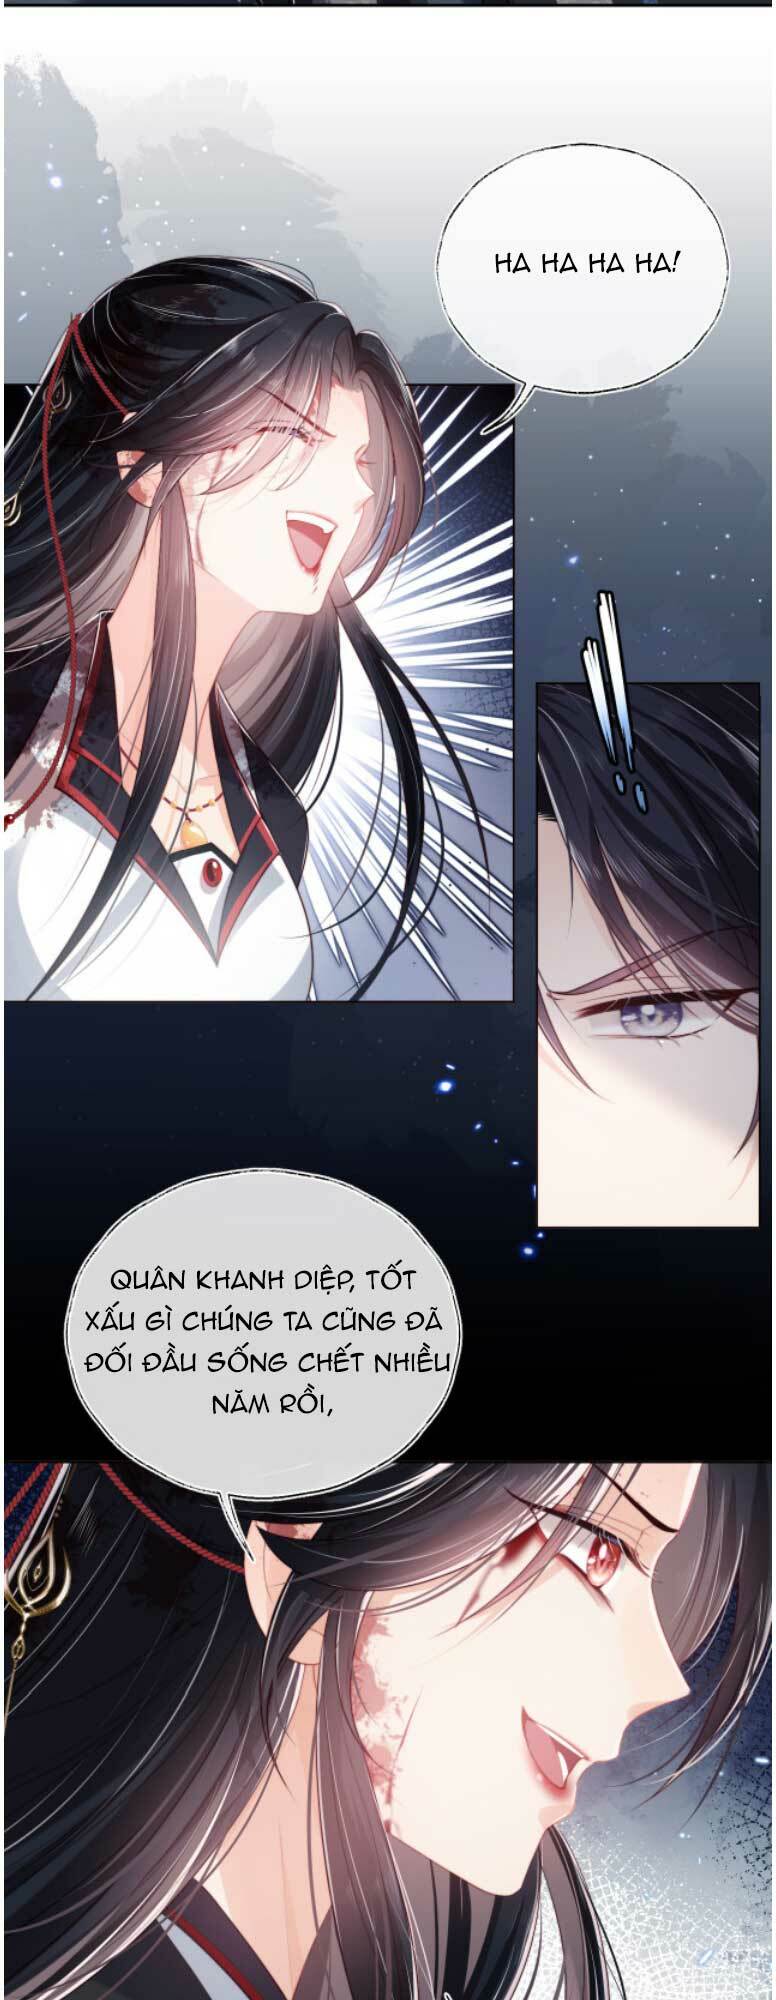 HA HA HA HA!
QUÂN KHANH DIỆP, TỐT
XẤU GÌ CHÚNG TA CŨNG ĐÃ
ĐỐI ĐẦU SỐNG CHẾT NHIỀU
NĂM RỒI,